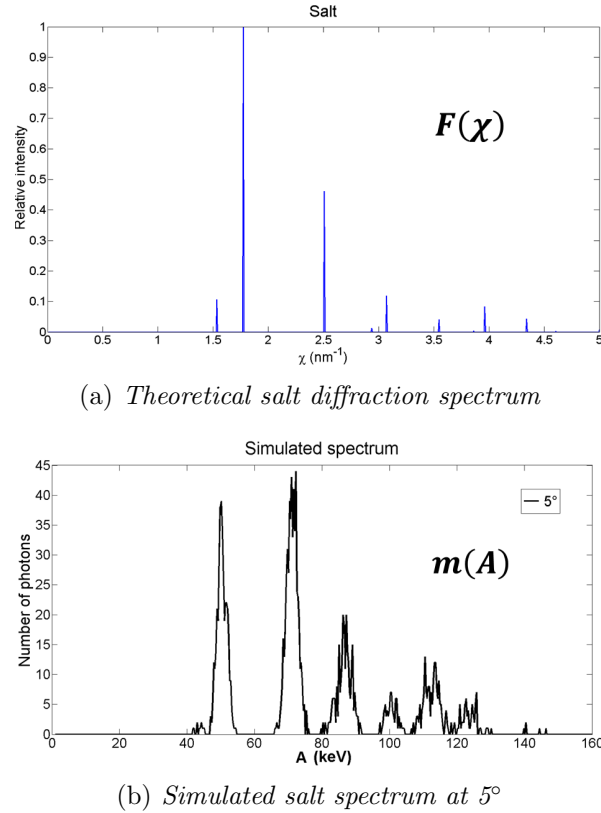 Salt
1
0.9
0.8
0.7
0.6
0.5
0.4
0.3
0.2
0.1
0
Relative intensity
F(χ)
0 0.5 1 1.5 2 2.5 3 3.5 4 4.5 5
χ (nm⁻¹)
(a) Theoretical salt diffraction spectrum
Simulated spectrum
45
40
35
30
25
20
15
10
5
0
Number of photons
5°
m(A)
0 20 40 60 80 100 120 140 160
A (keV)
(b) Simulated salt spectrum at 5°